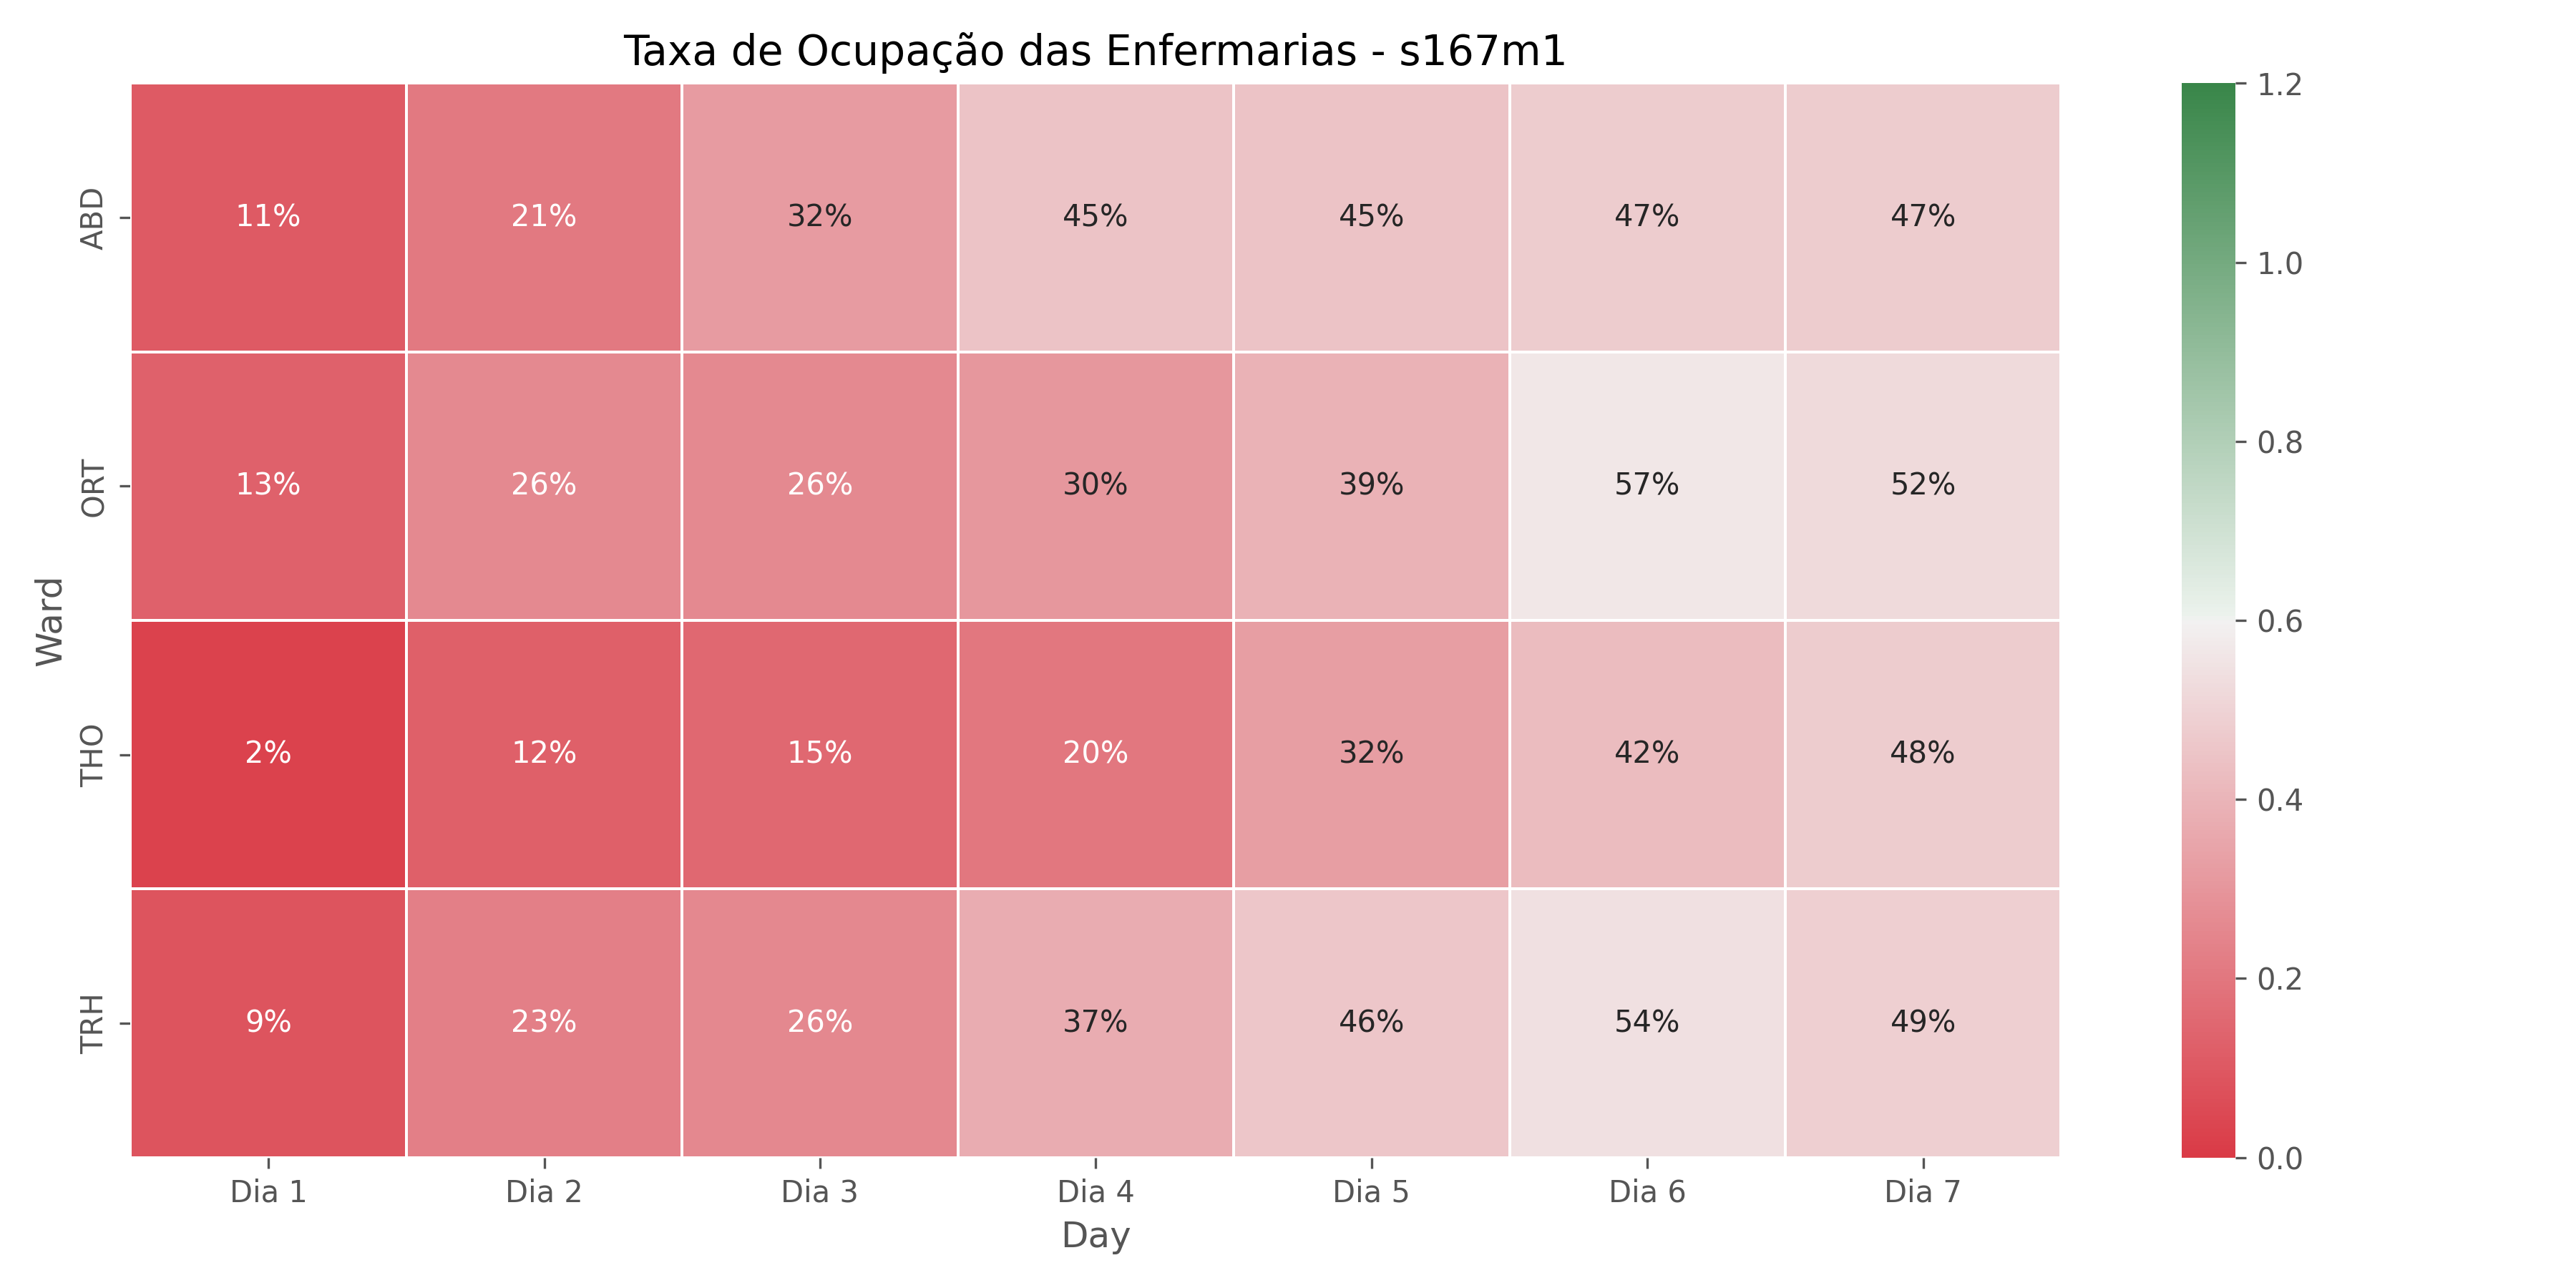 Taxa de Ocupação das Enfermarias - s167m1
Ward
ABD 11% 21% 32% 45% 45% 47% 47%
ORT 13% 26% 26% 30% 39% 57% 52%
THO 2% 12% 15% 20% 32% 42% 48%
TRH 9% 23% 26% 37% 46% 54% 49%
Dia 1 Dia 2 Dia 3 Dia 4 Dia 5 Dia 6 Dia 7
Day
1.2
1.0
0.8
0.6
0.4
0.2
0.0